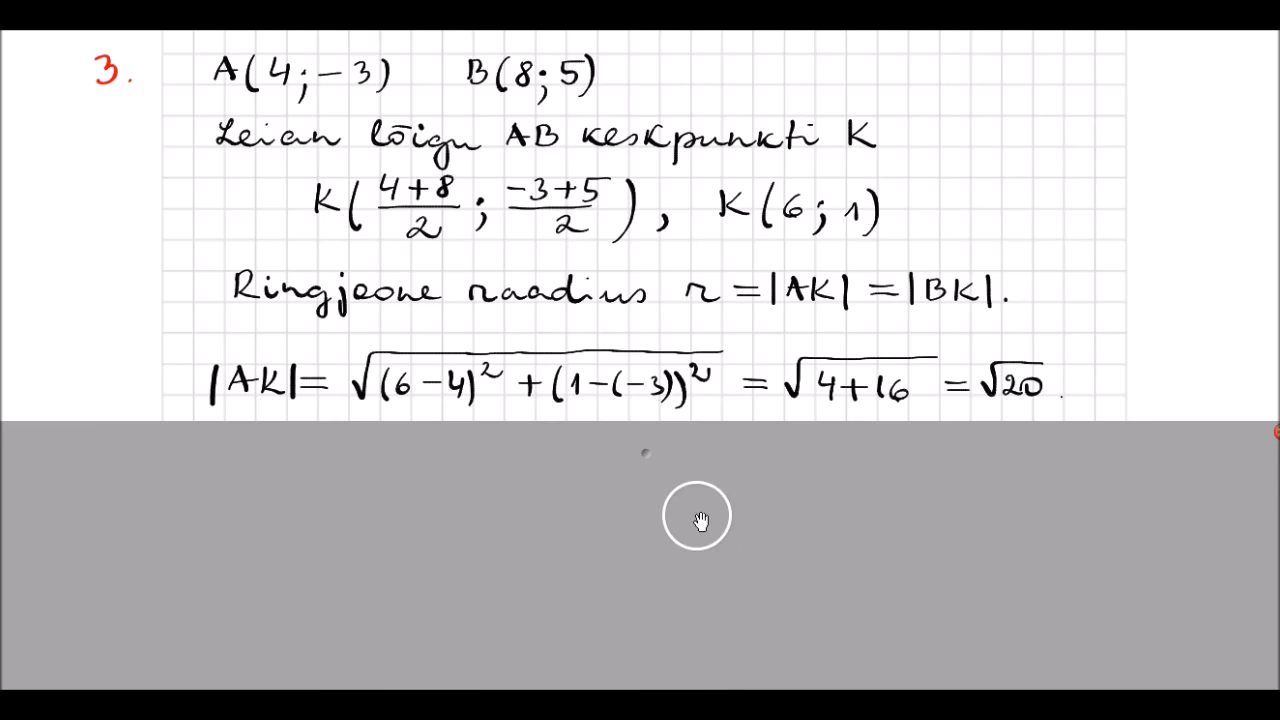 3. A(4;-3) B(8;5)
Leian lõigu AB keskpunkti K
K((4+8)/2; (-3+5)/2), K(6;1)
Ringjoone raadius r = |AK| = |BK|.
|AK| = √((6-4)² + (1-(-3))²) = √(4+16) = √20.